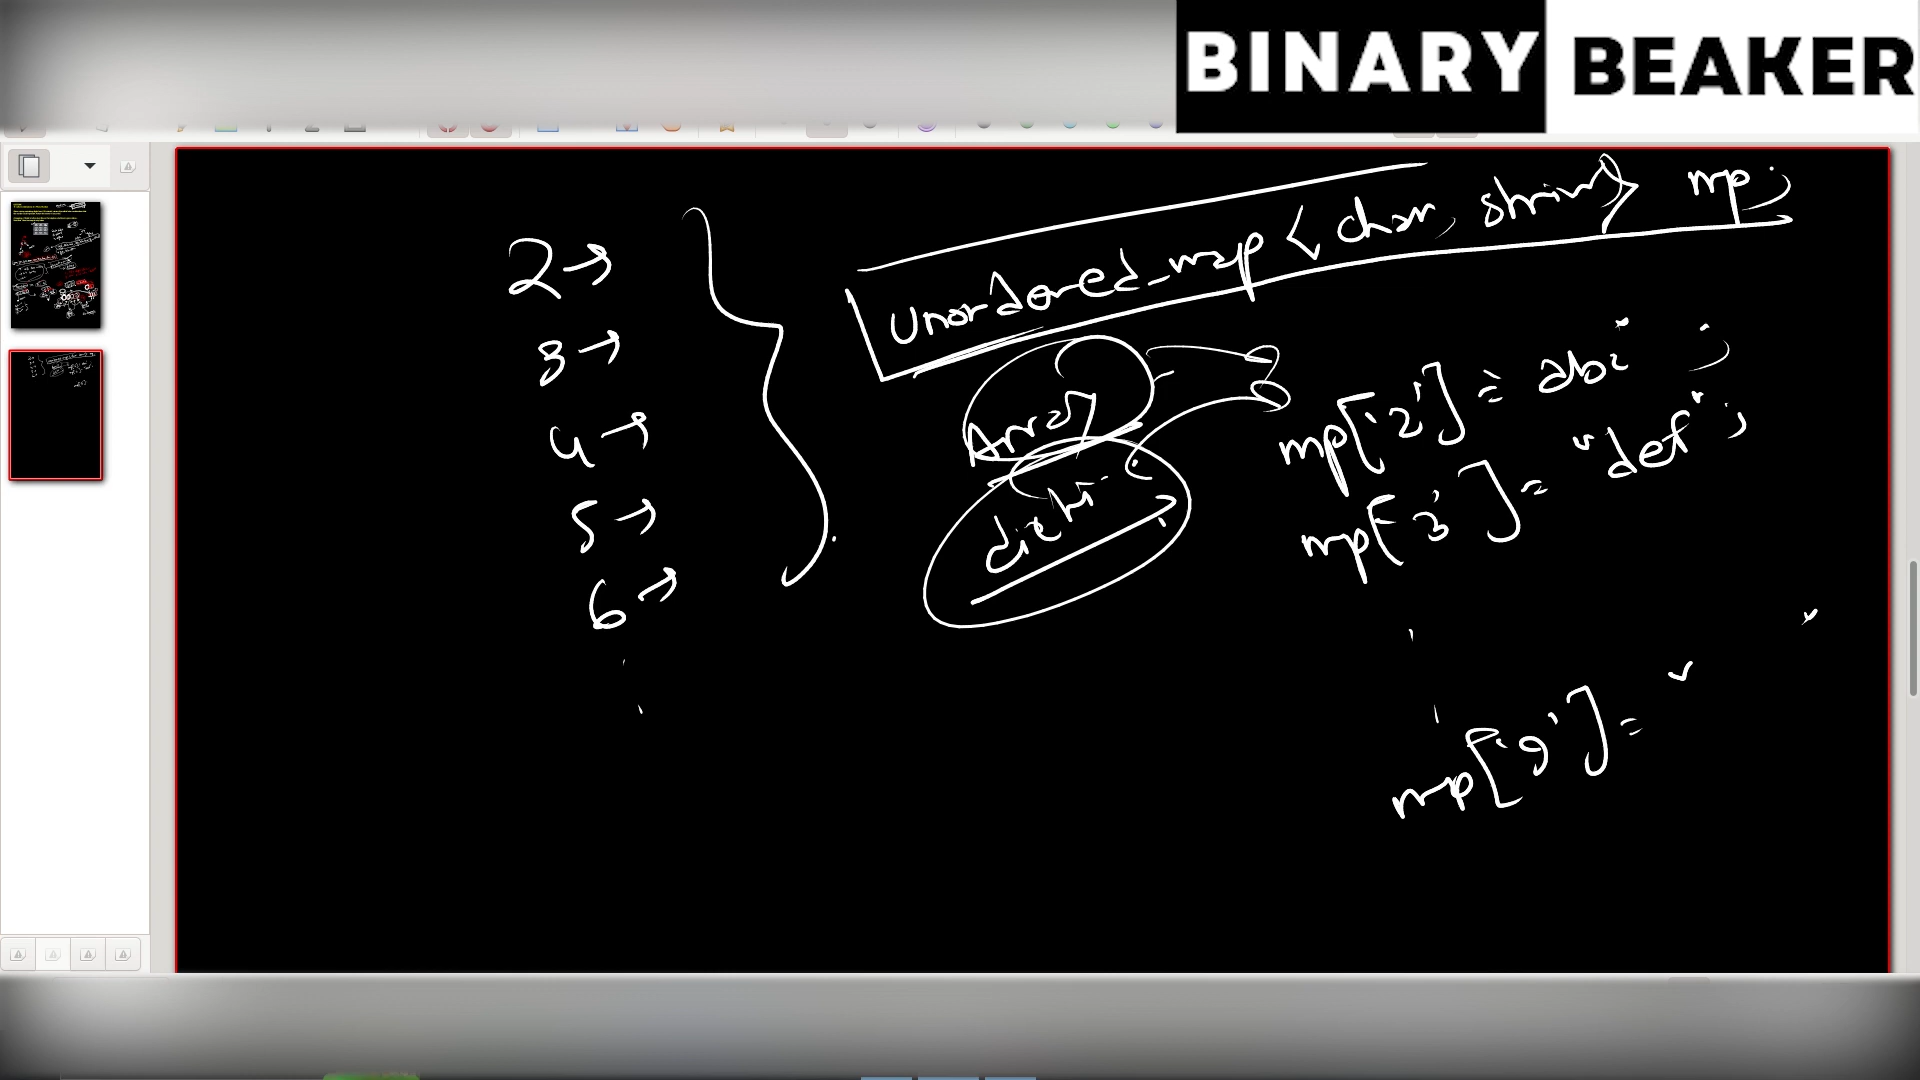 BINARY BEAKER
unordered_map < char, string> mp;
2→
3→
4→
5→
6→
Array
mp['2'] = abc" ;
mp['3'] = "def" ;
mp['9'] = " "